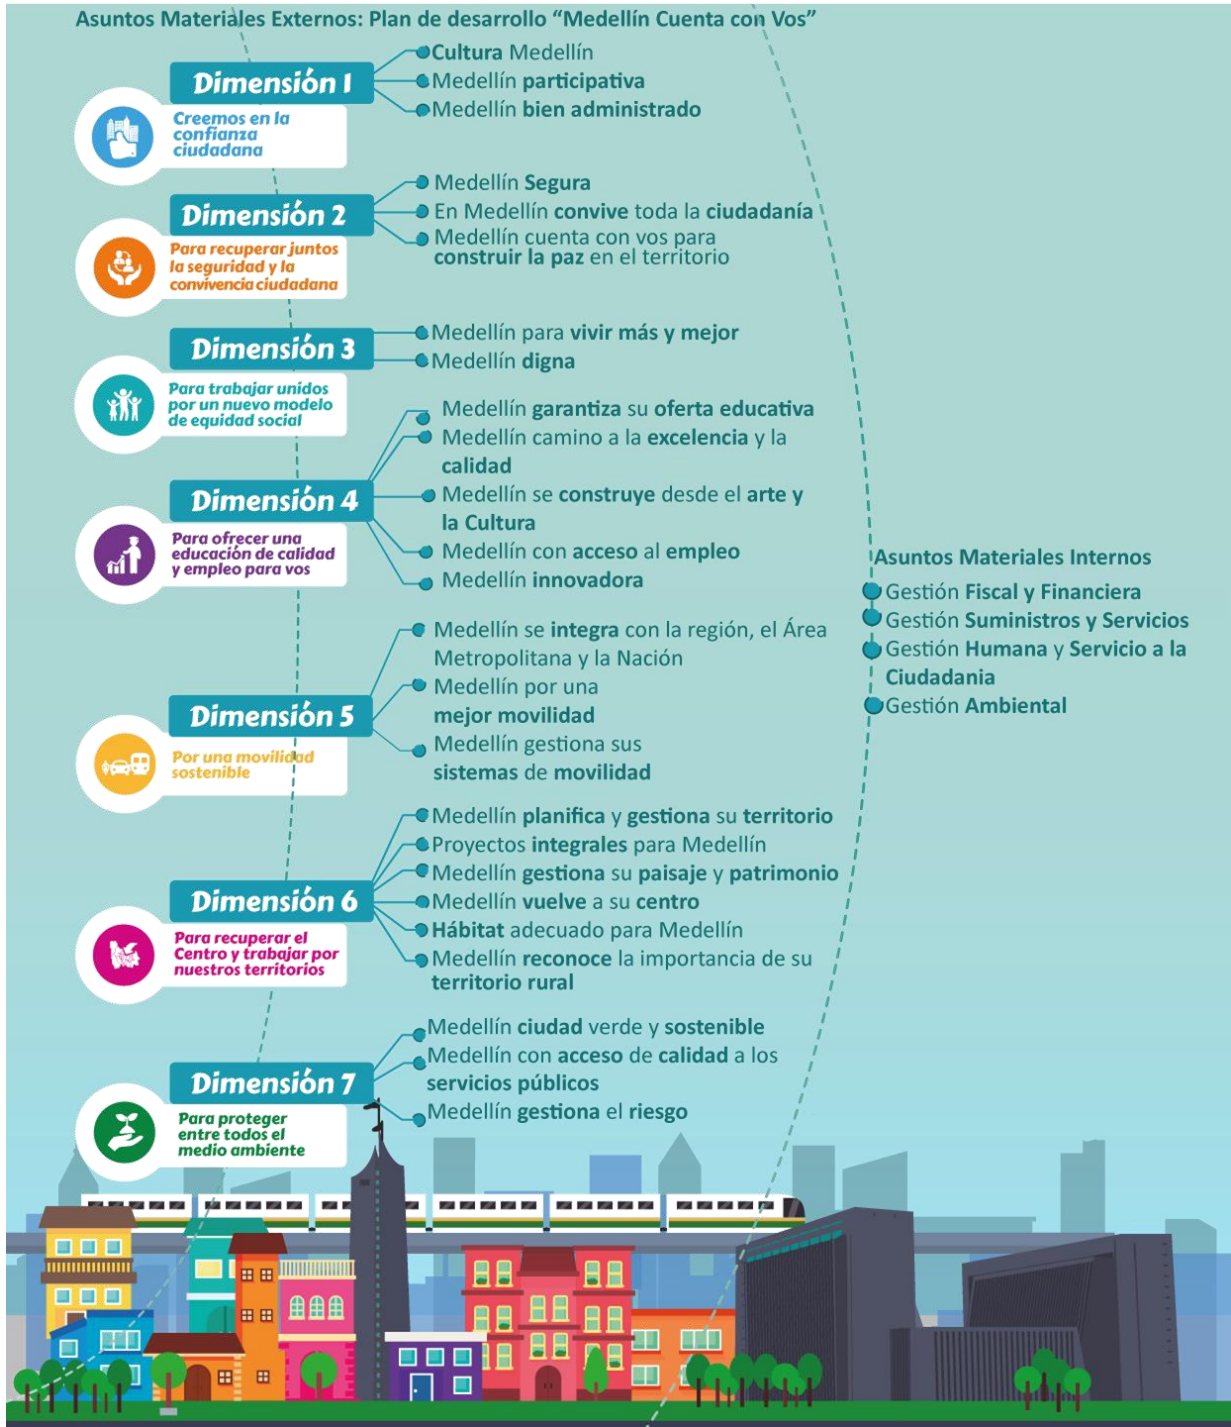 Asuntos Materiales Externos: Plan de desarrollo “Medellín Cuenta con Vos”
Dimensión 1
Creemos en la
confianza
ciudadana
Cultura Medellín
Medellín participativa
Medellín bien administrado
Dimensión 2
Para recuperar juntos
la seguridad y la
convivencia ciudadana
Medellín Segura
En Medellín convive toda la ciudadanía
Medellín cuenta con vos para
construir la paz en el territorio
Dimensión 3
Para trabajar unidos
por un nuevo modelo
de equidad social
Medellín para vivir más y mejor
Medellín digna
Dimensión 4
Para ofrecer una
educación de calidad
y empleo para vos
Medellín garantiza su oferta educativa
Medellín camino a la excelencia y la
calidad
Medellín se construye desde el arte y
la Cultura
Medellín con acceso al empleo
Medellín innovadora
Dimensión 5
Por una movilidad
sostenible
Medellín se integra con la región, el Área
Metropolitana y la Nación
Medellín por una
mejor movilidad
Medellín gestiona sus
sistemas de movilidad
Dimensión 6
Para recuperar el
Centro y trabajar por
nuestros territorios
Medellín planifica y gestiona su territorio
Proyectos integrales para Medellín
Medellín gestiona su paisaje y patrimonio
Medellín vuelve a su centro
Hábitat adecuado para Medellín
Medellín reconoce la importancia de su
territorio rural
Dimensión 7
Para proteger
entre todos el
medio ambiente
Medellín ciudad verde y sostenible
Medellín con acceso de calidad a los
servicios públicos
Medellín gestiona el riesgo
Asuntos Materiales Internos
Gestión Fiscal y Financiera
Gestión Suministros y Servicios
Gestión Humana y Servicio a la
Ciudadania
Gestión Ambiental